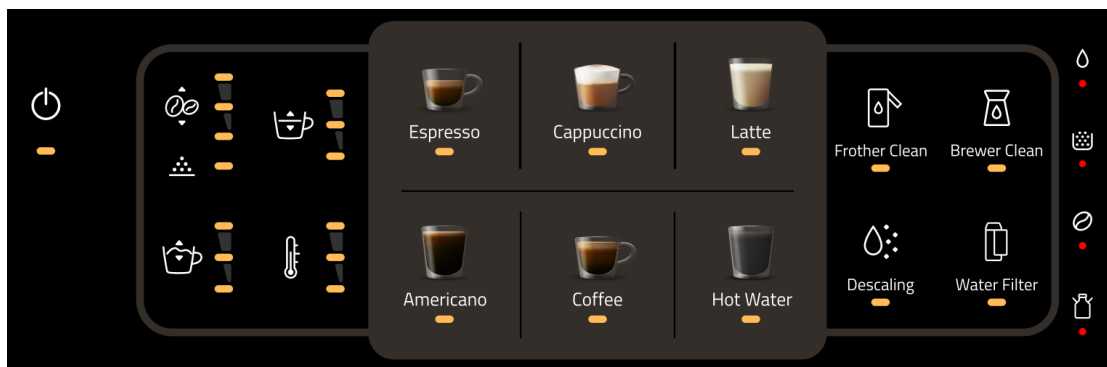 Espresso
Cappuccino
Latte
Frother Clean
Brewer Clean
Americano
Coffee
Hot Water
Descaling
Water Filter